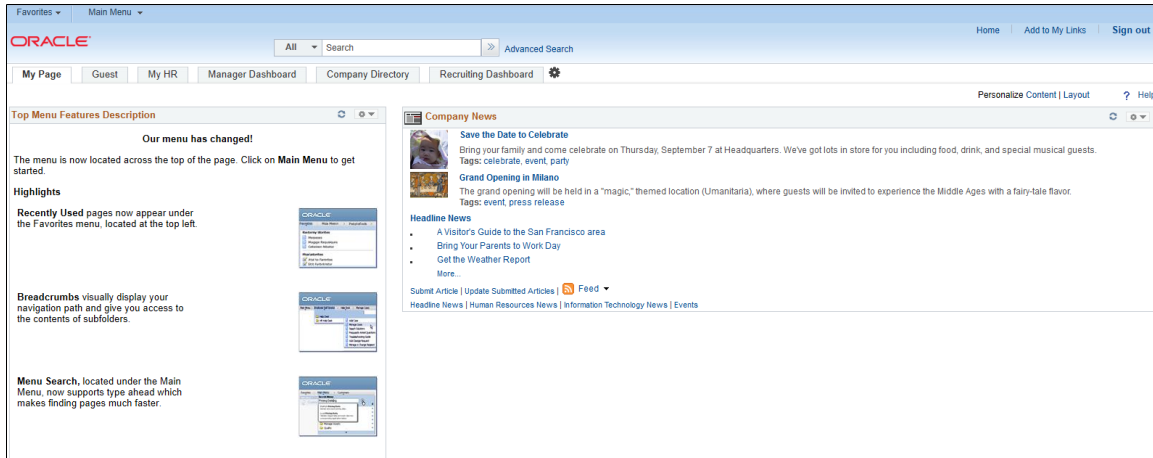 Favorites Main Menu
Home Add to My Links Sign out
ORACLE
All Search Advanced Search
My Page Guest My HR Manager Dashboard Company Directory Recruiting Dashboard
Personalize Content | Layout ? Help
Top Menu Features Description
Our menu has changed!
The menu is now located across the top of the page. Click on Main Menu to get
started.
Highlights
Recently Used pages now appear under
the Favorites menu, located at the top left.
ORACLE
Breadcrumbs visually display your
navigation path and give you access to
the contents of subfolders.
ORACLE
Menu Search, located under the Main
Menu, now supports type ahead which
makes finding pages much faster.
ORACLE
Company News
Save the Date to Celebrate
Bring your family and come celebrate on Thursday, September 7 at Headquarters. We've got lots in store for you including food, drink, and special musical guests.
Tags: celebrate, event, party
Grand Opening in Milano
The grand opening will be held in a "magic," themed location (Umanitaria), where guests will be invited to experience the Middle Ages with a fairy-tale flavor.
Tags: event, press release
Headline News
A Visitor's Guide to the San Francisco area
Bring Your Parents to Work Day
Get the Weather Report
More...
Submit Article | Update Submitted Articles | Feed
Headline News | Human Resources News | Information Technology News | Events